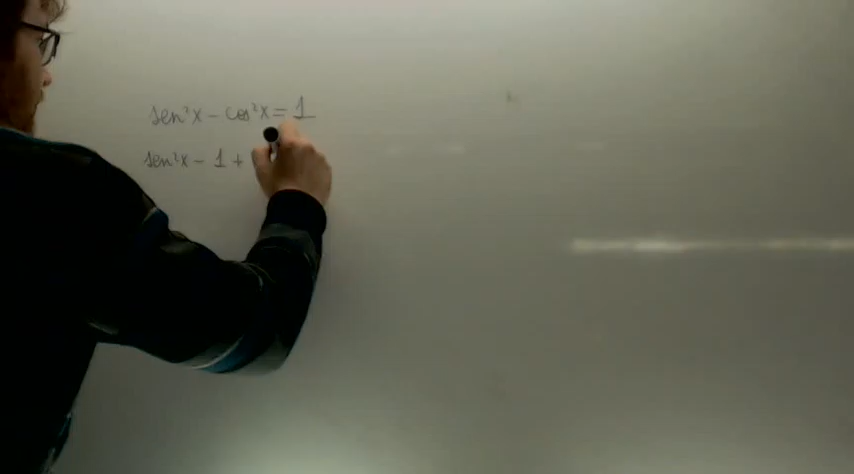 sen²x - cos²x = 1
sen²x - 1 +